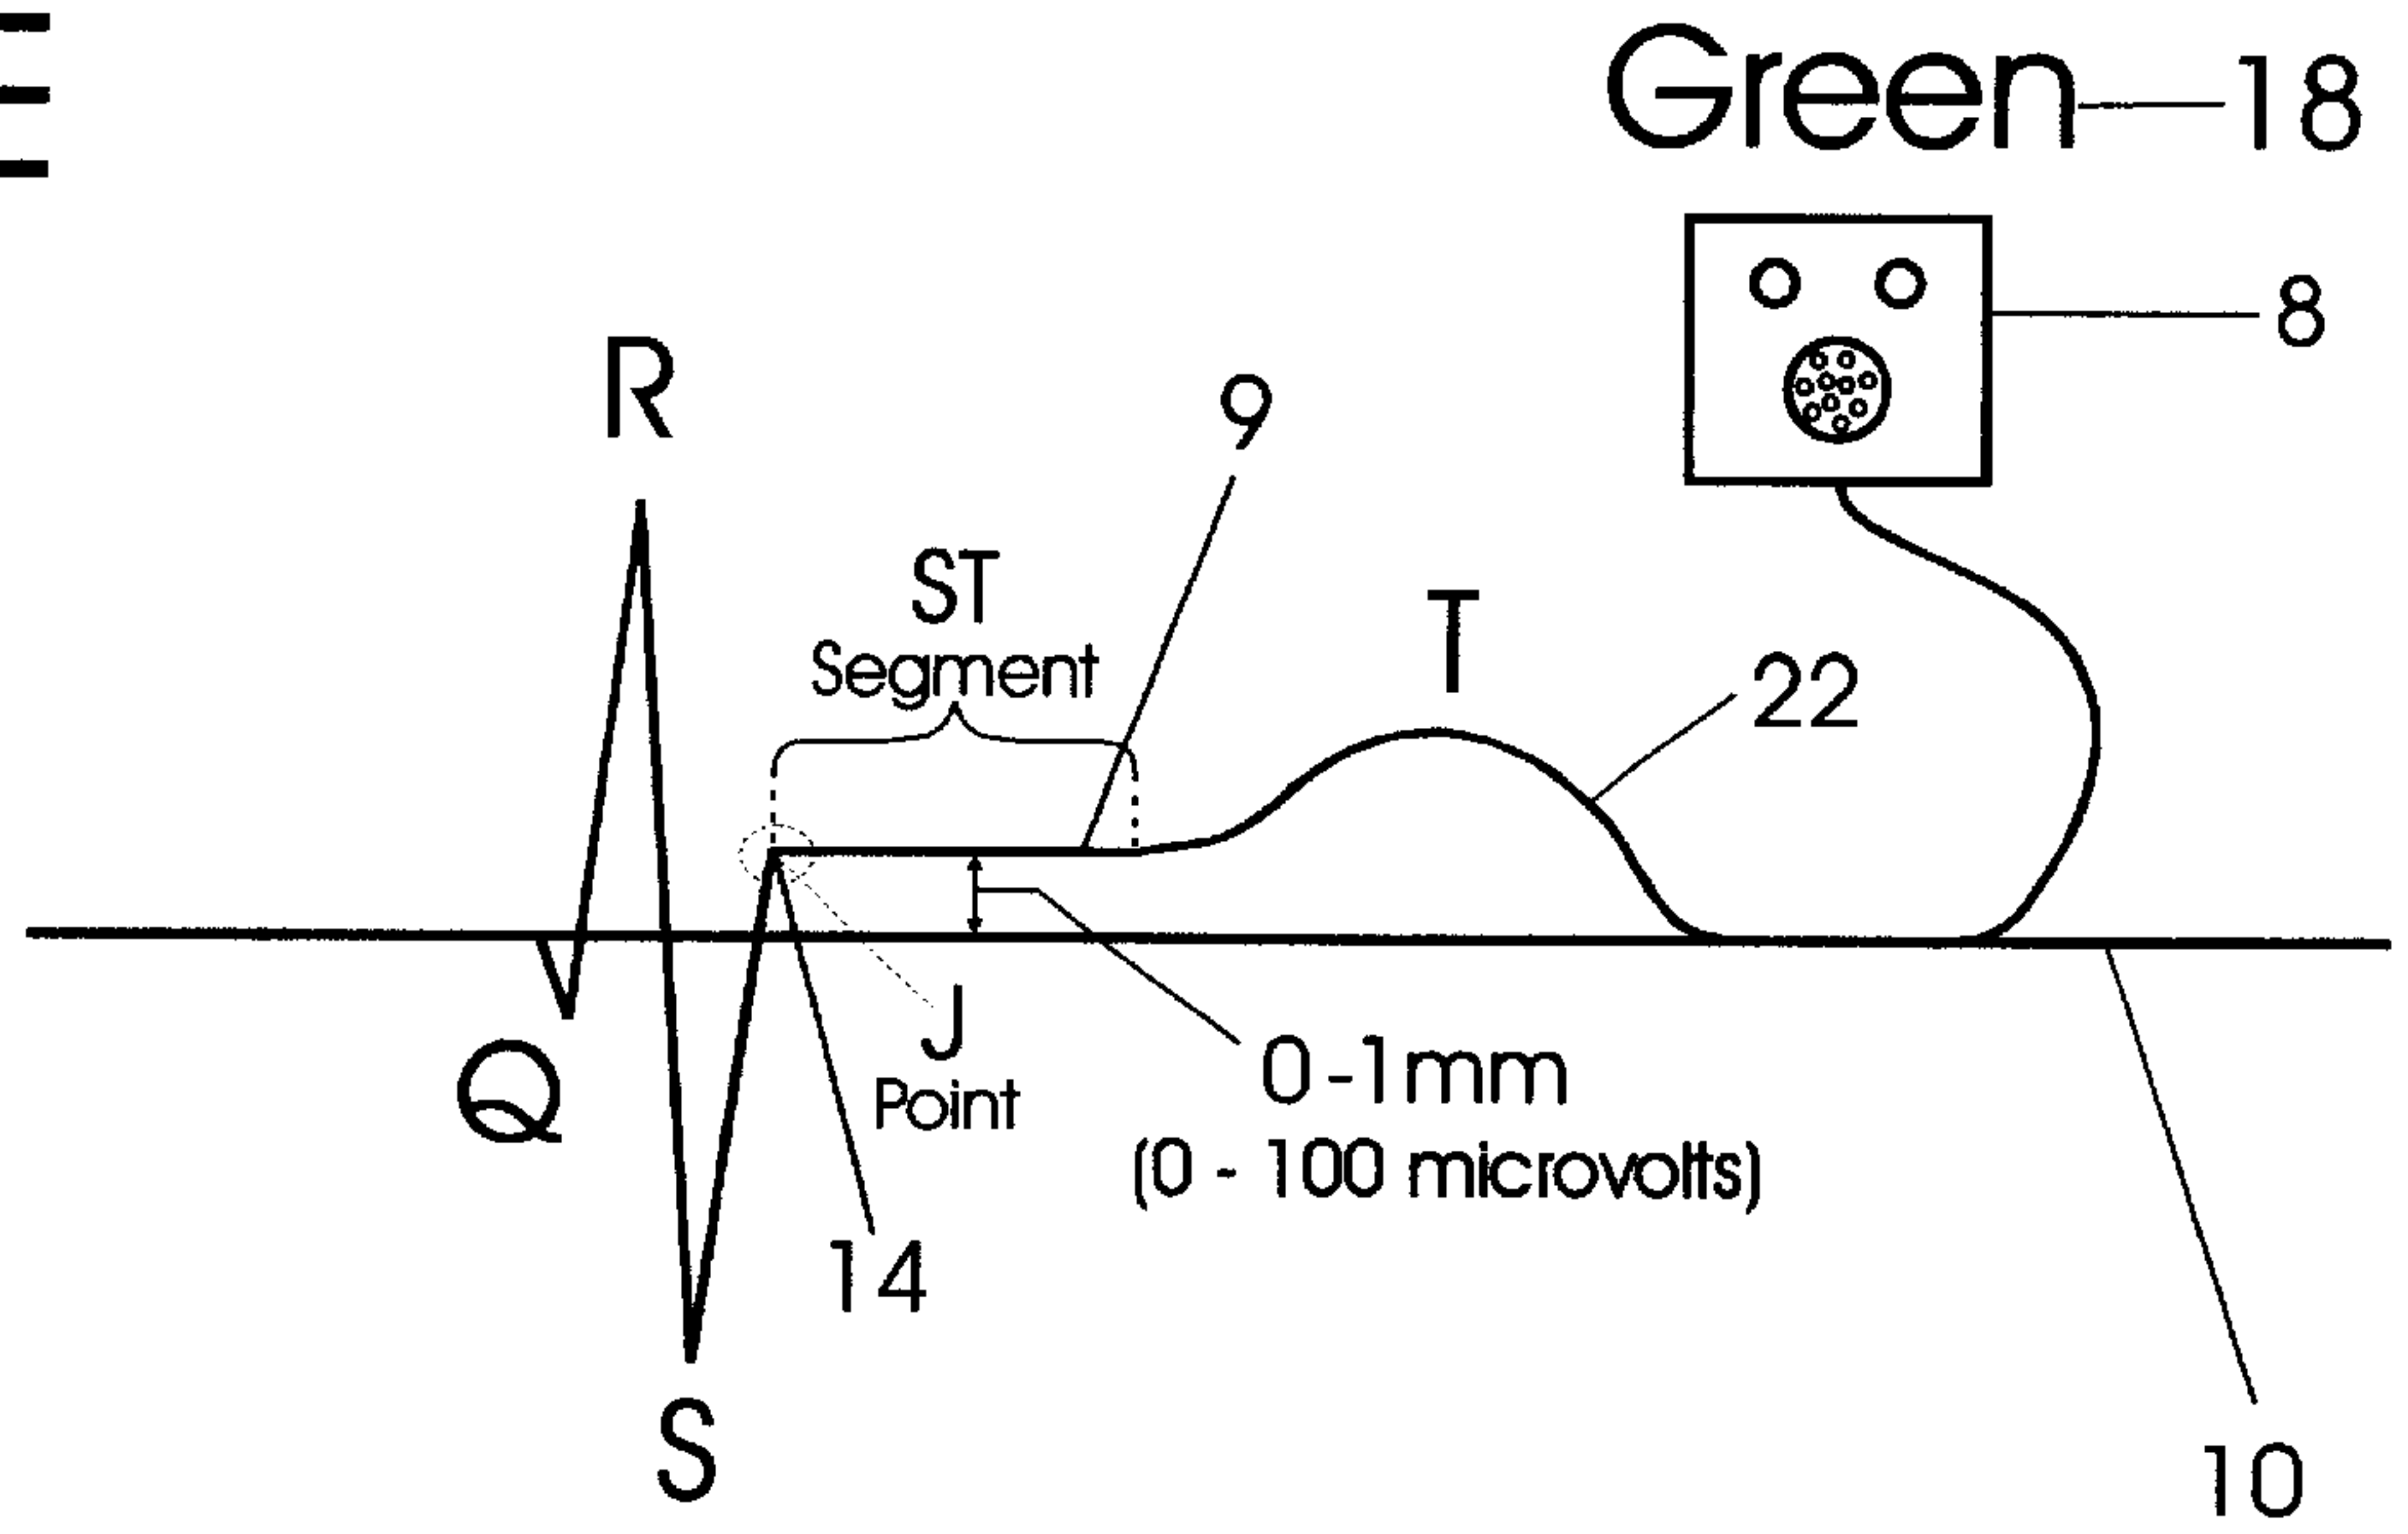 Green 18
8
R
9
ST
Segment
T
22
J
Point
Q
0-1mm
(0 - 100 microvolts)
14
S
10